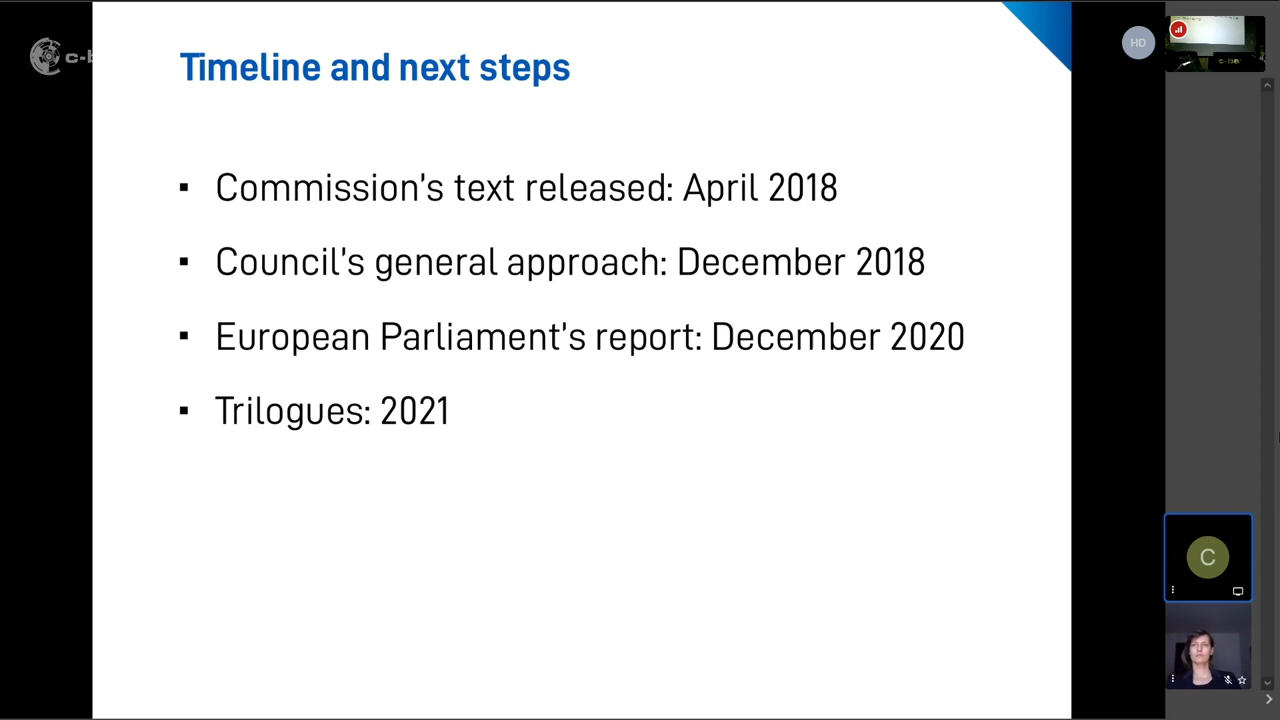 c-b
Timeline and next steps
HD
▪ Commission's text released: April 2018
▪ Council's general approach: December 2018
▪ European Parliament's report: December 2020
▪ Trilogues: 2021
C